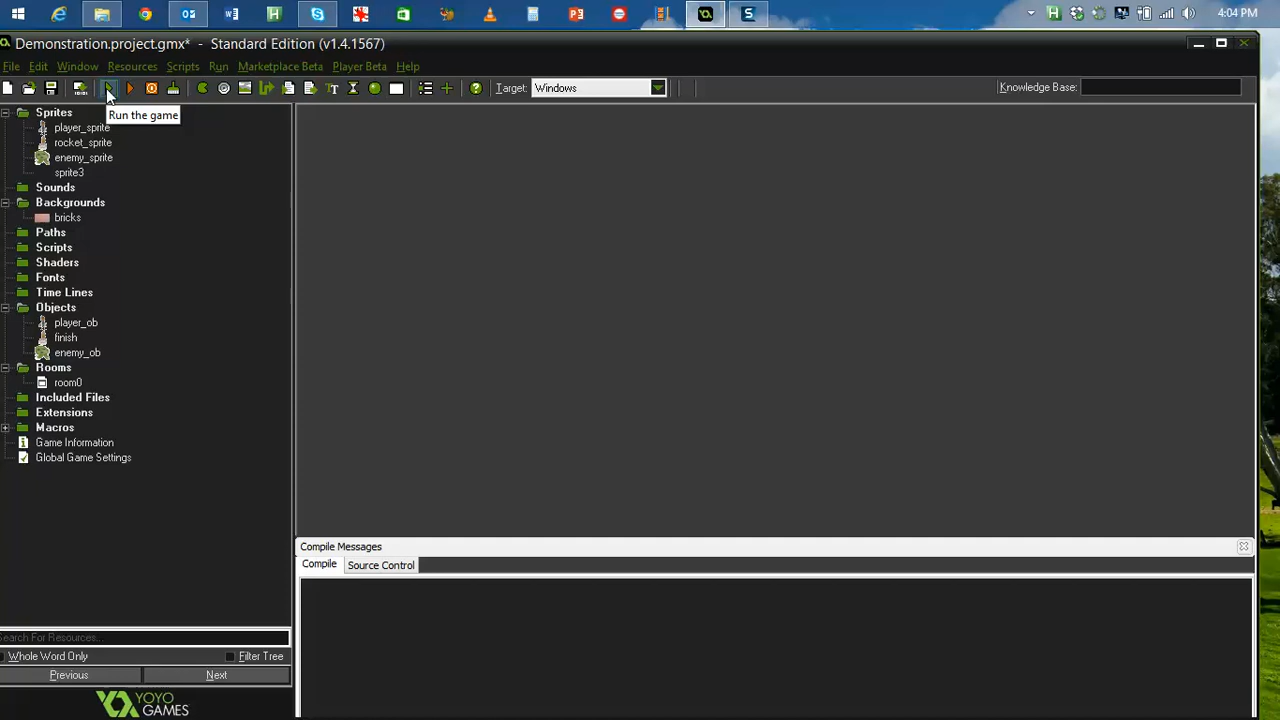 4:04 PM
Demonstration.project.gmx* - Standard Edition (v1.4.1567)
File Edit Window Resources Scripts Run Marketplace Beta Player Beta Help
Target: Windows Knowledge Base:
Run the game
Sprites
player_sprite
rocket_sprite
enemy_sprite
sprite3
Sounds
Backgrounds
bricks
Paths
Scripts
Shaders
Fonts
Time Lines
Objects
player_ob
finish
enemy_ob
Rooms
room0
Included Files
Extensions
Macros
Game Information
Global Game Settings
Compile Messages
Compile Source Control
Search For Resources...
Whole Word Only Filter Tree
Previous Next
YOYO
GAMES